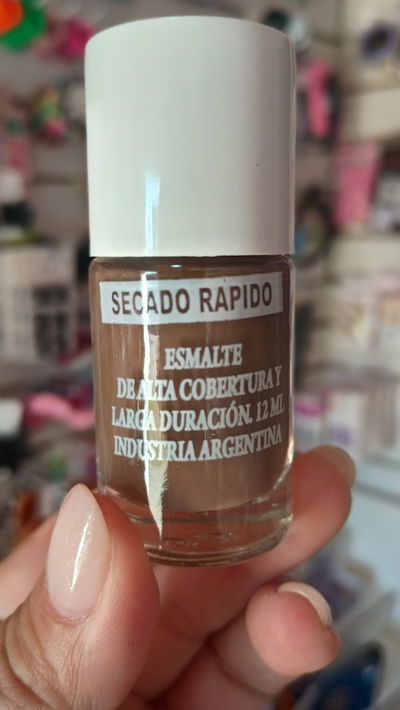 SECADO RAPIDO
ESMALTE
DE ALTA COBERTURA Y
LARGA DURACIÓN. 12 ML
INDUSTRIA ARGENTINA